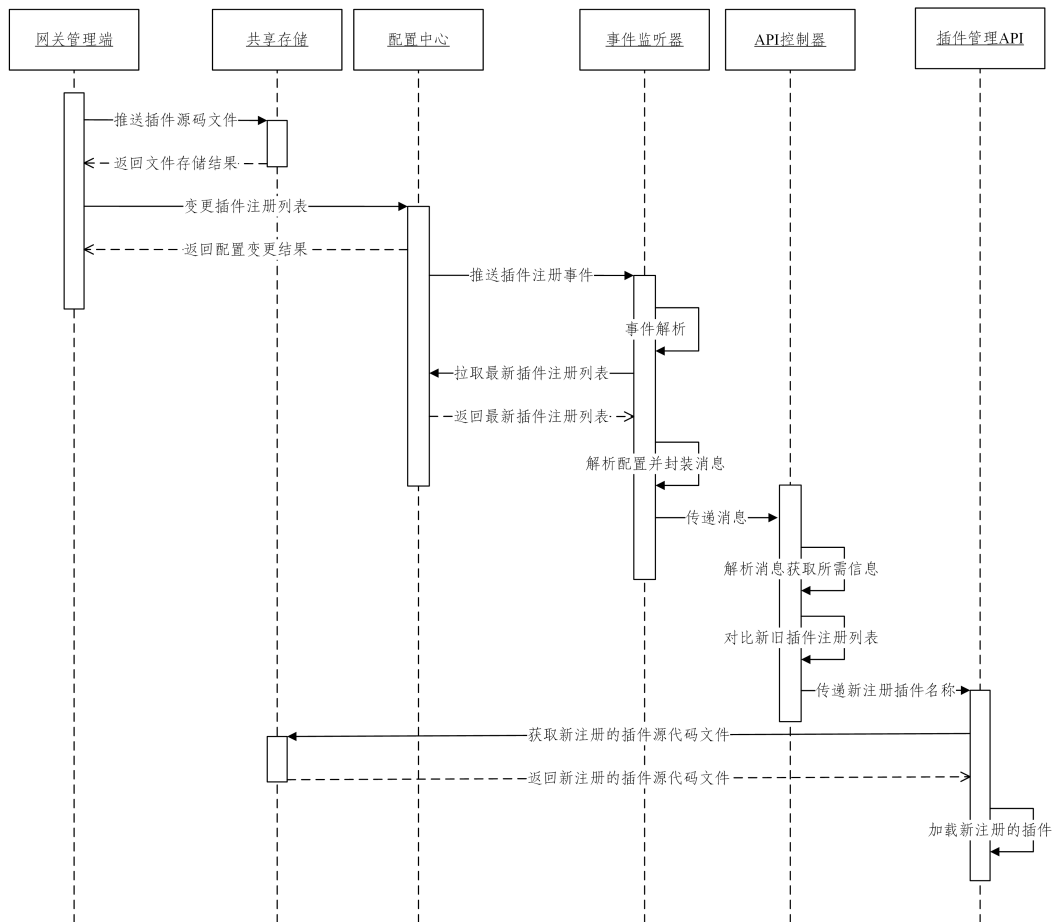 网关管理端
共享存储
配置中心
事件监听器
API控制器
插件管理API
推送插件源码文件
返回文件存储结果
变更插件注册列表
返回配置变更结果
推送插件注册事件
事件解析
拉取最新插件注册列表
返回最新插件注册列表
解析配置并封装消息
传递消息
解析消息获取所需信息
对比新旧插件注册列表
传递新注册插件名称
获取新注册的插件源代码文件
返回新注册的插件源代码文件
加载新注册的插件